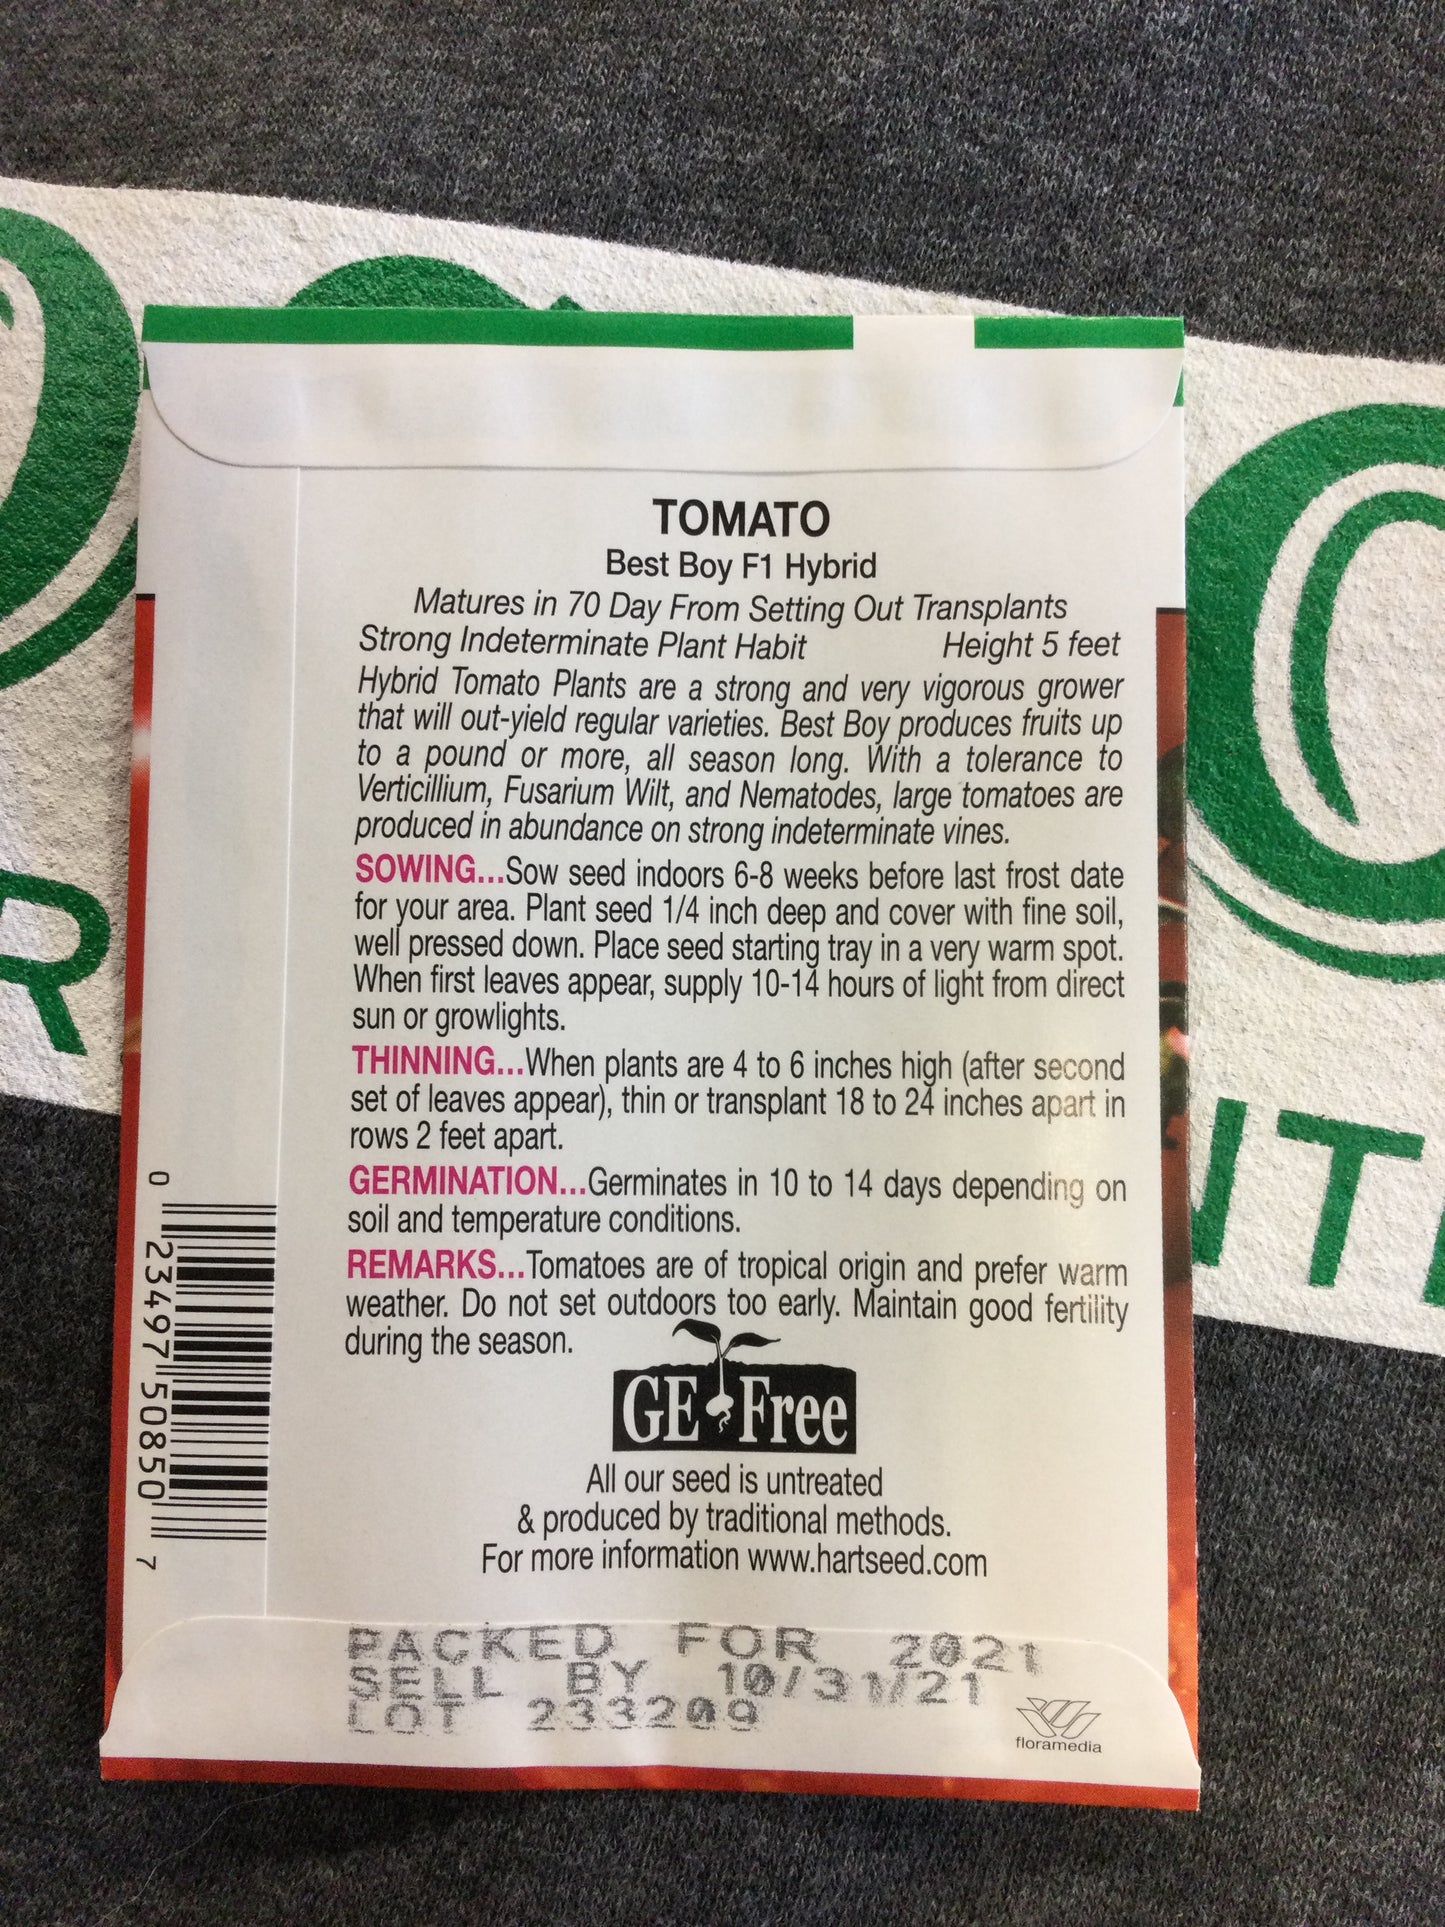 TOMATO
Best Boy F1 Hybrid
Matures in 70 Day From Setting Out Transplants
Strong Indeterminate Plant Habit Height 5 feet
Hybrid Tomato Plants are a strong and very vigorous grower
that will out-yield regular varieties. Best Boy produces fruits up
to a pound or more, all season long. With a tolerance to
Verticillium, Fusarium Wilt, and Nematodes, large tomatoes are
produced in abundance on strong indeterminate vines.
SOWING...Sow seed indoors 6-8 weeks before last frost date
for your area. Plant seed 1/4 inch deep and cover with fine soil,
well pressed down. Place seed starting tray in a very warm spot.
When first leaves appear, supply 10-14 hours of light from direct
sun or growlights.
THINNING...When plants are 4 to 6 inches high (after second
set of leaves appear), thin or transplant 18 to 24 inches apart in
rows 2 feet apart.
GERMINATION...Germinates in 10 to 14 days depending on
soil and temperature conditions.
REMARKS...Tomatoes are of tropical origin and prefer warm
weather. Do not set outdoors too early. Maintain good fertility
during the season.
GE Free
All our seed is untreated
& produced by traditional methods.
For more information www.hartseed.com
PACKED FOR 2021
SELL BY 10/31/21
LOT 233209
floramedia
0 23497 50850 7